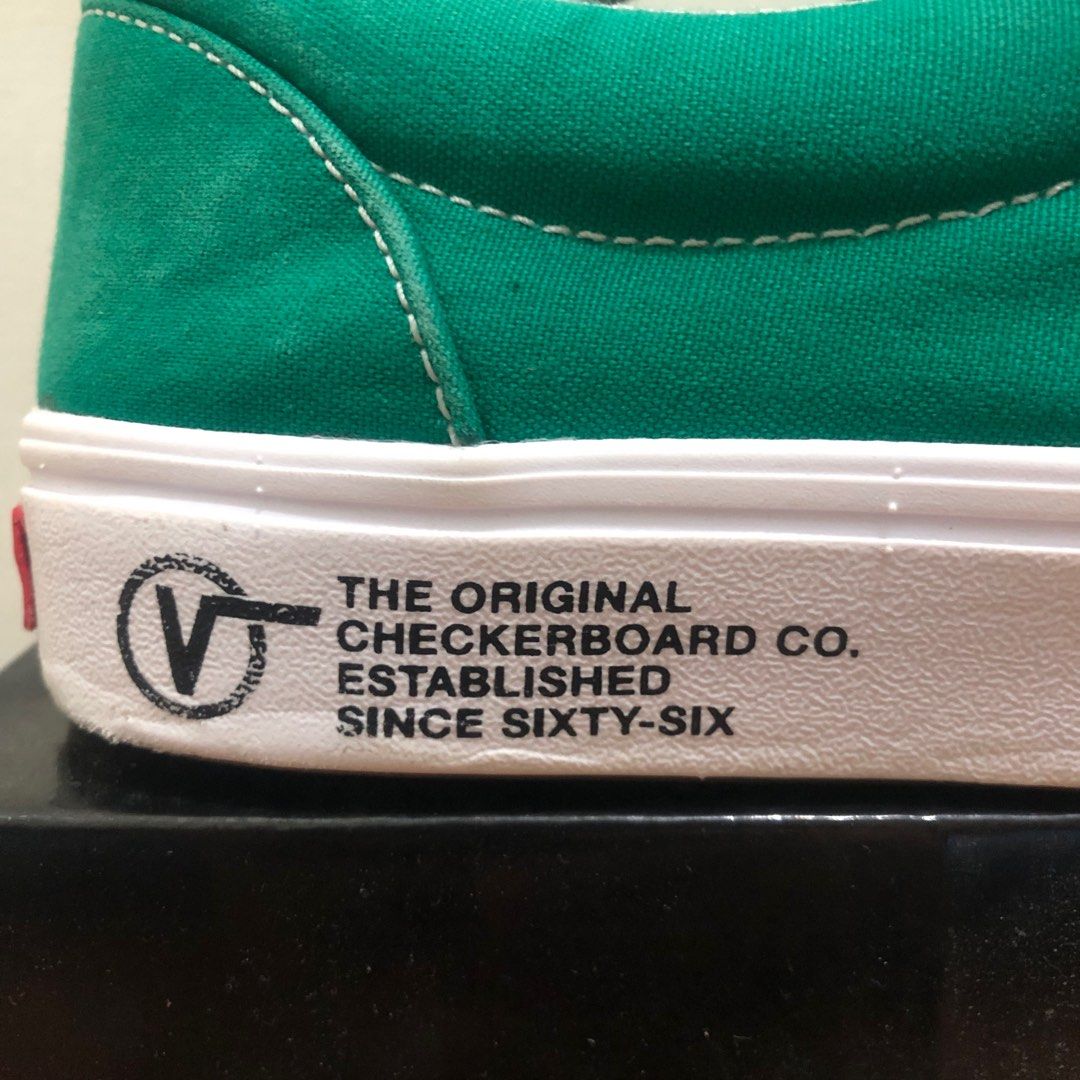 V
THE ORIGINAL
CHECKERBOARD CO.
ESTABLISHED
SINCE SIXTY-SIX